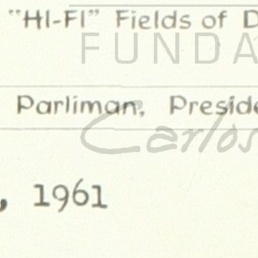 "HI-FI" Fields of D
FUNDA
Parliman, Preside
Carlos
, 1961